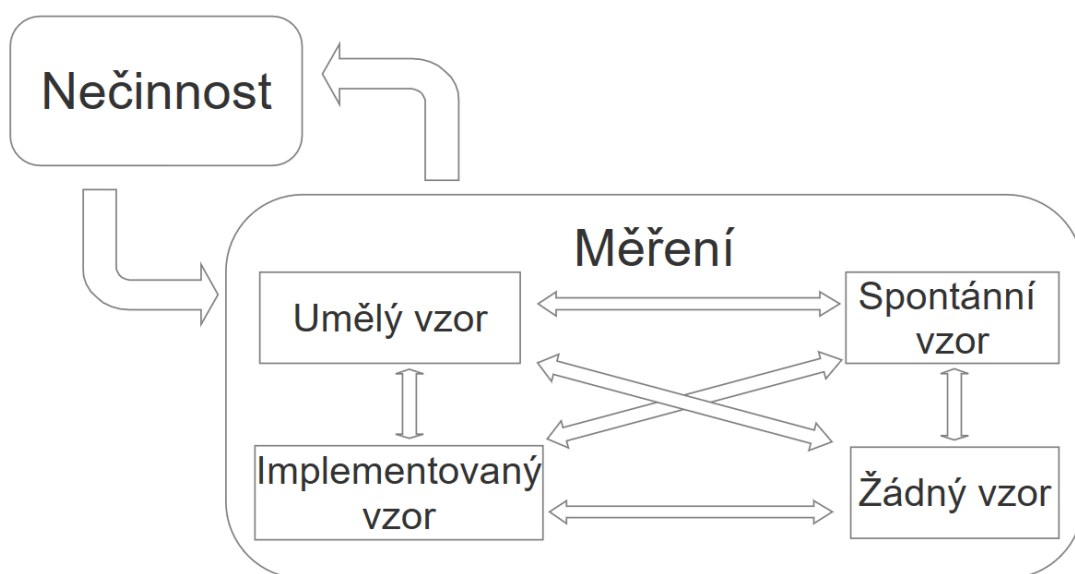 Nečinnost
Měření
Umělý vzor
Spontánní
vzor
Implementovaný
vzor
Žádný vzor